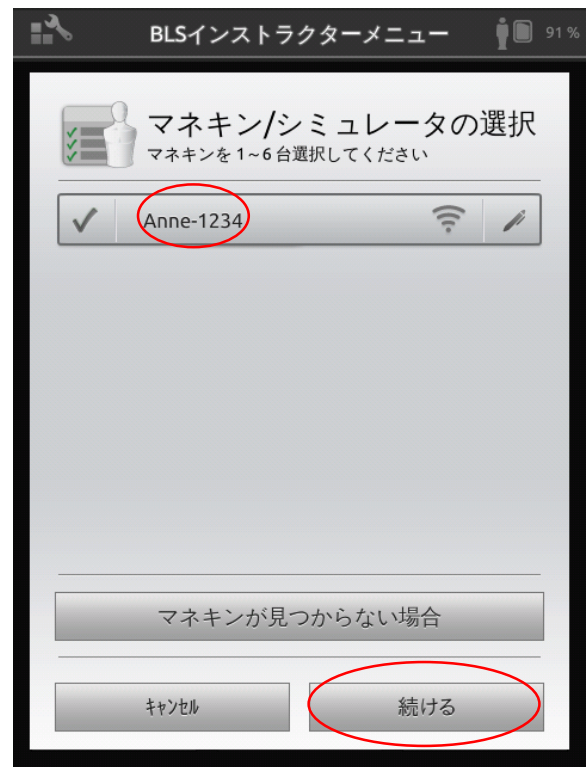 BLSインストラクターメニュー
91 %
マネキン/シミュレータの選択
マネキンを1~6台選択してください
Anne-1234
マネキンが見つからない場合
ｷｬﾝｾﾙ
続ける